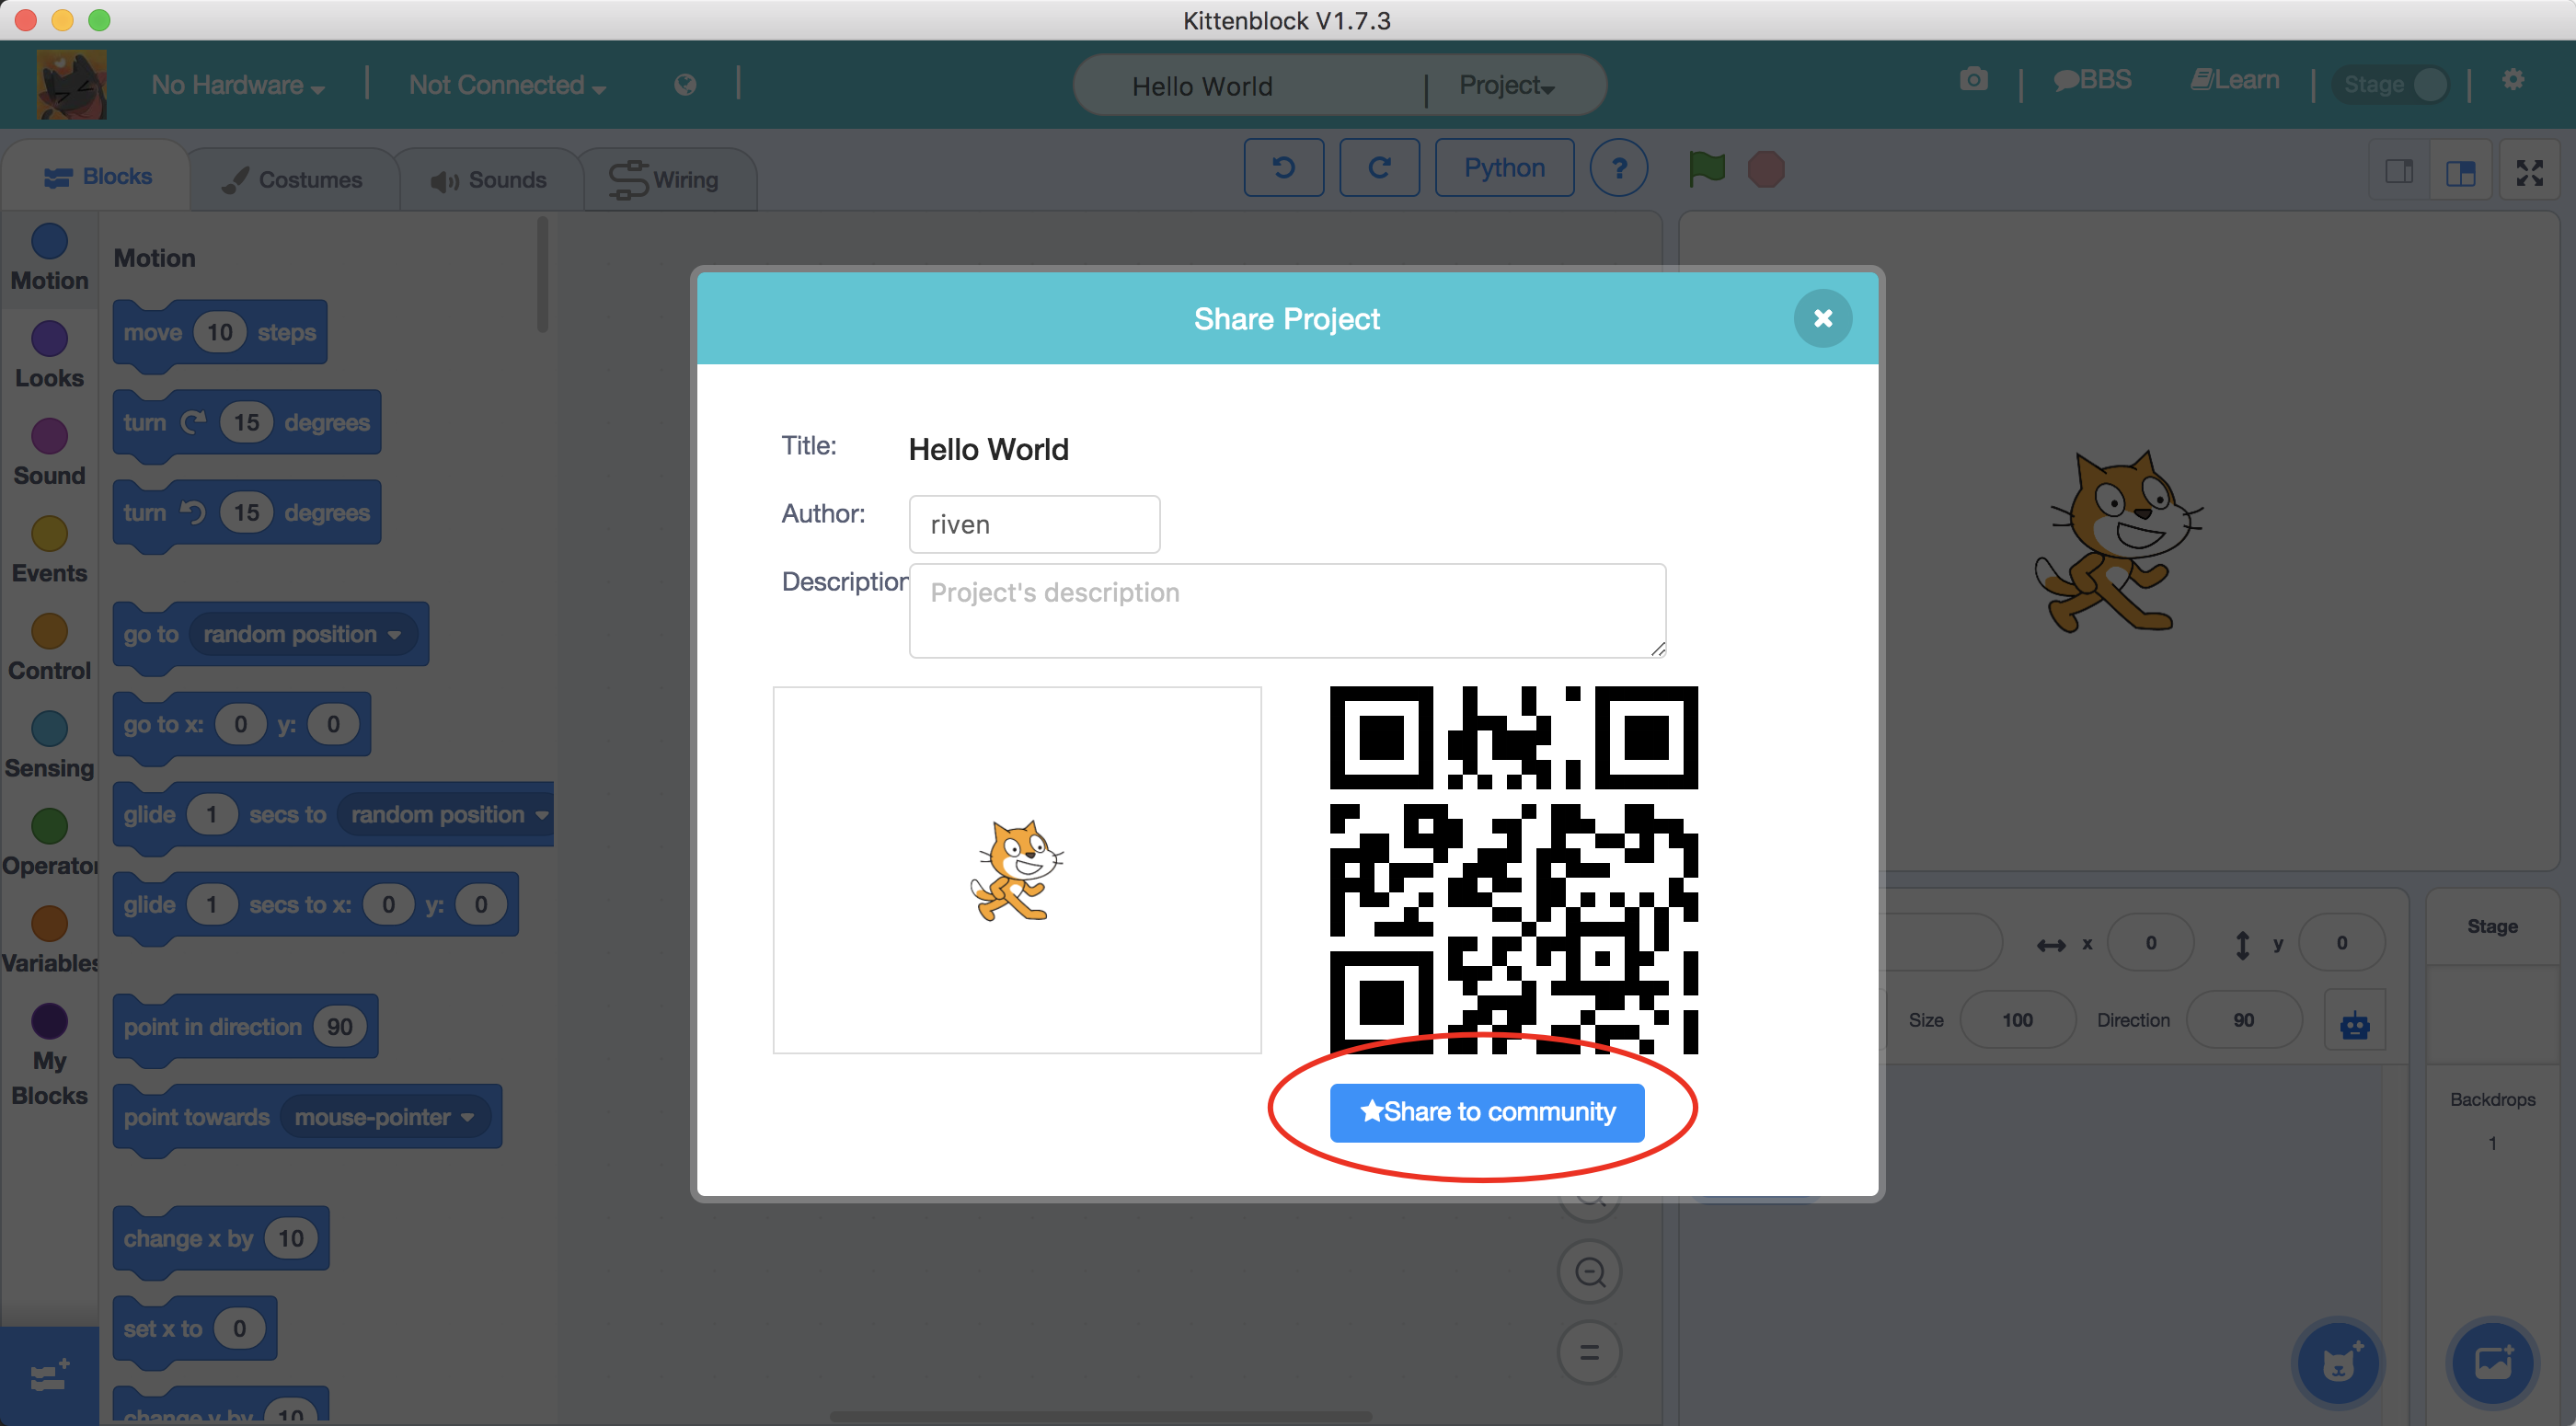 Kittenblock V1.7.3
No Hardware
Not Connected
Hello World
Project
BBS
Learn
Stage
Blocks
Costumes
Sounds
Wiring
Python
?
Motion
Looks
Sound
Events
Control
Sensing
Operator
Variables
My
Blocks
Motion
move 10 steps
turn 15 degrees
turn 15 degrees
go to random position
go to x: 0 y: 0
glide 1 secs to random position
glide 1 secs to x: 0 y: 0
point in direction 90
point towards mouse-pointer
change x by 10
set x to 0
change y by 10
Share Project
Title: Hello World
Author: riven
Description
Project's description
Share to community
x 0 y 0
Size 100 Direction 90
Stage
Backdrops
1